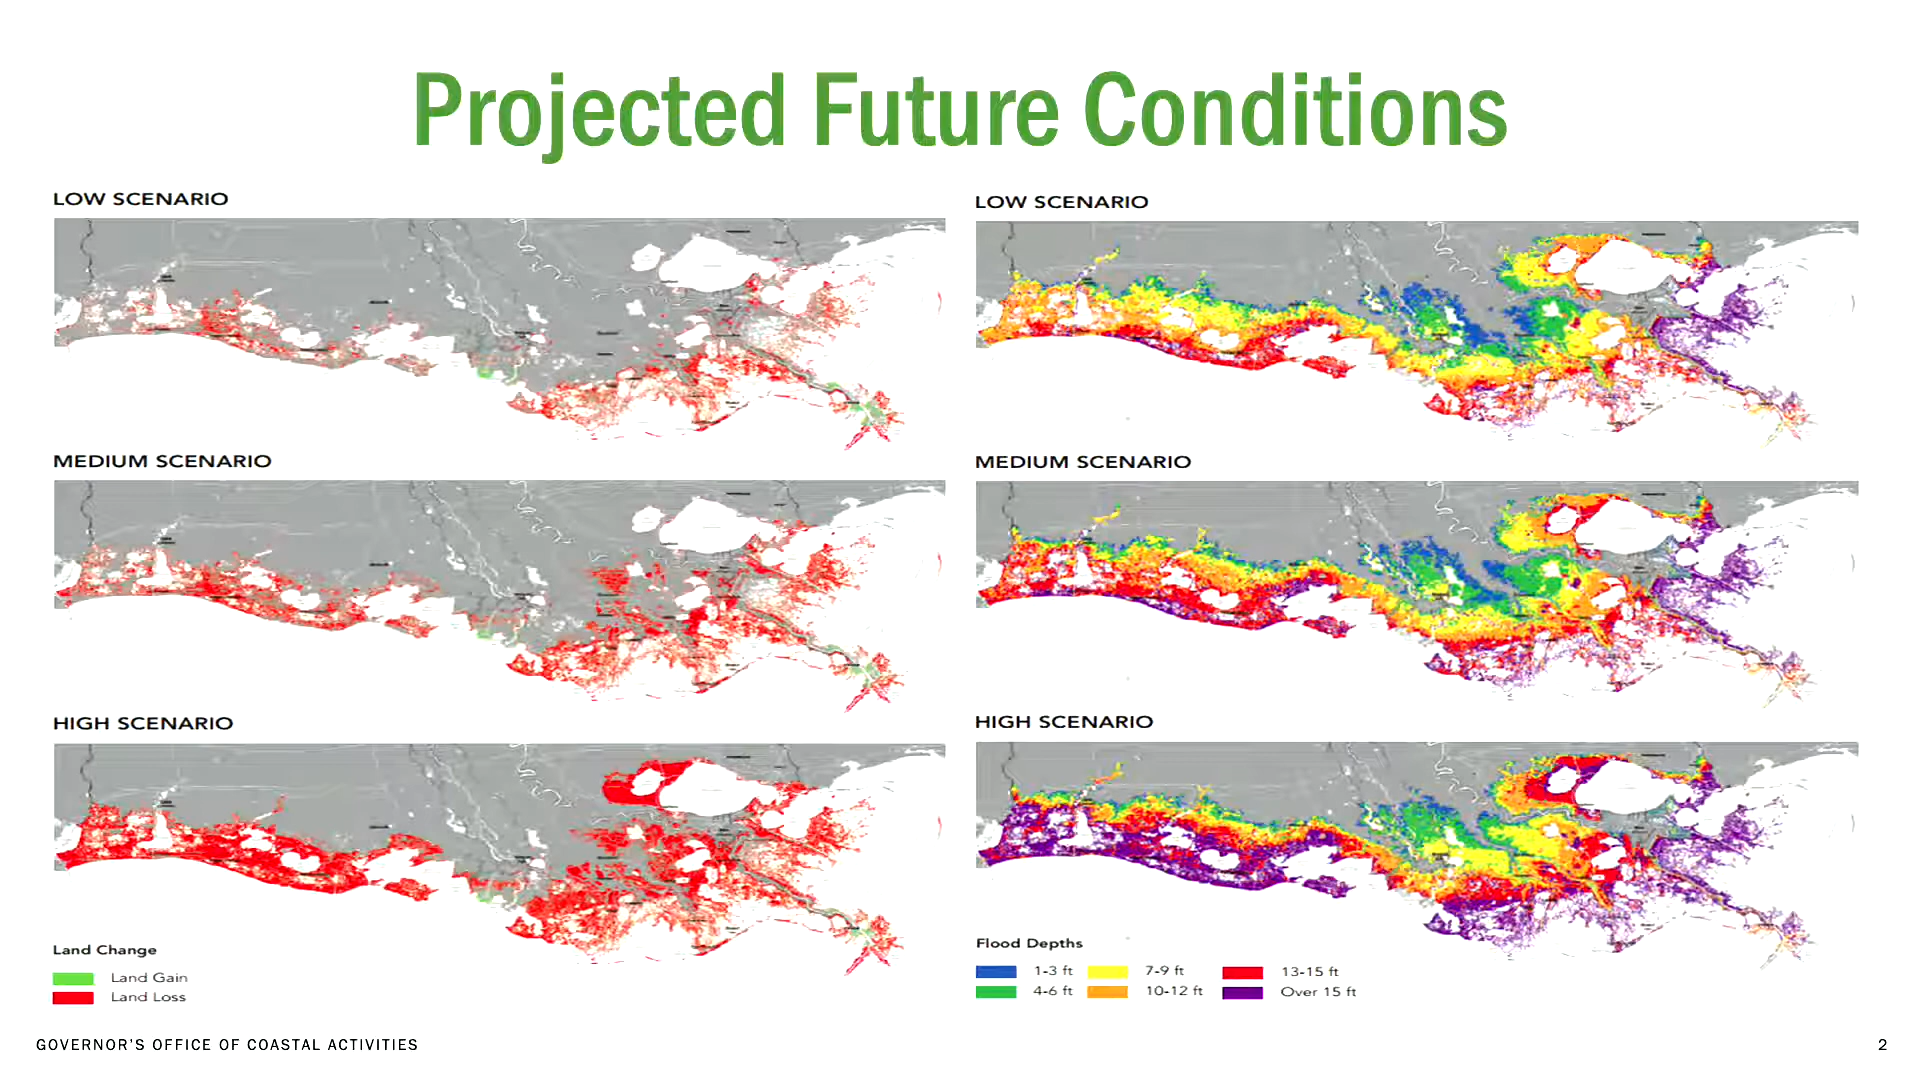 Projected Future Conditions
LOW SCENARIO
MEDIUM SCENARIO
HIGH SCENARIO
Land Change
Land Gain
Land Loss
LOW SCENARIO
MEDIUM SCENARIO
HIGH SCENARIO
Flood Depths
1-3 ft
7-9 ft
13-15 ft
4-6 ft
10-12 ft
Over 15 ft
GOVERNOR'S OFFICE OF COASTAL ACTIVITIES
2